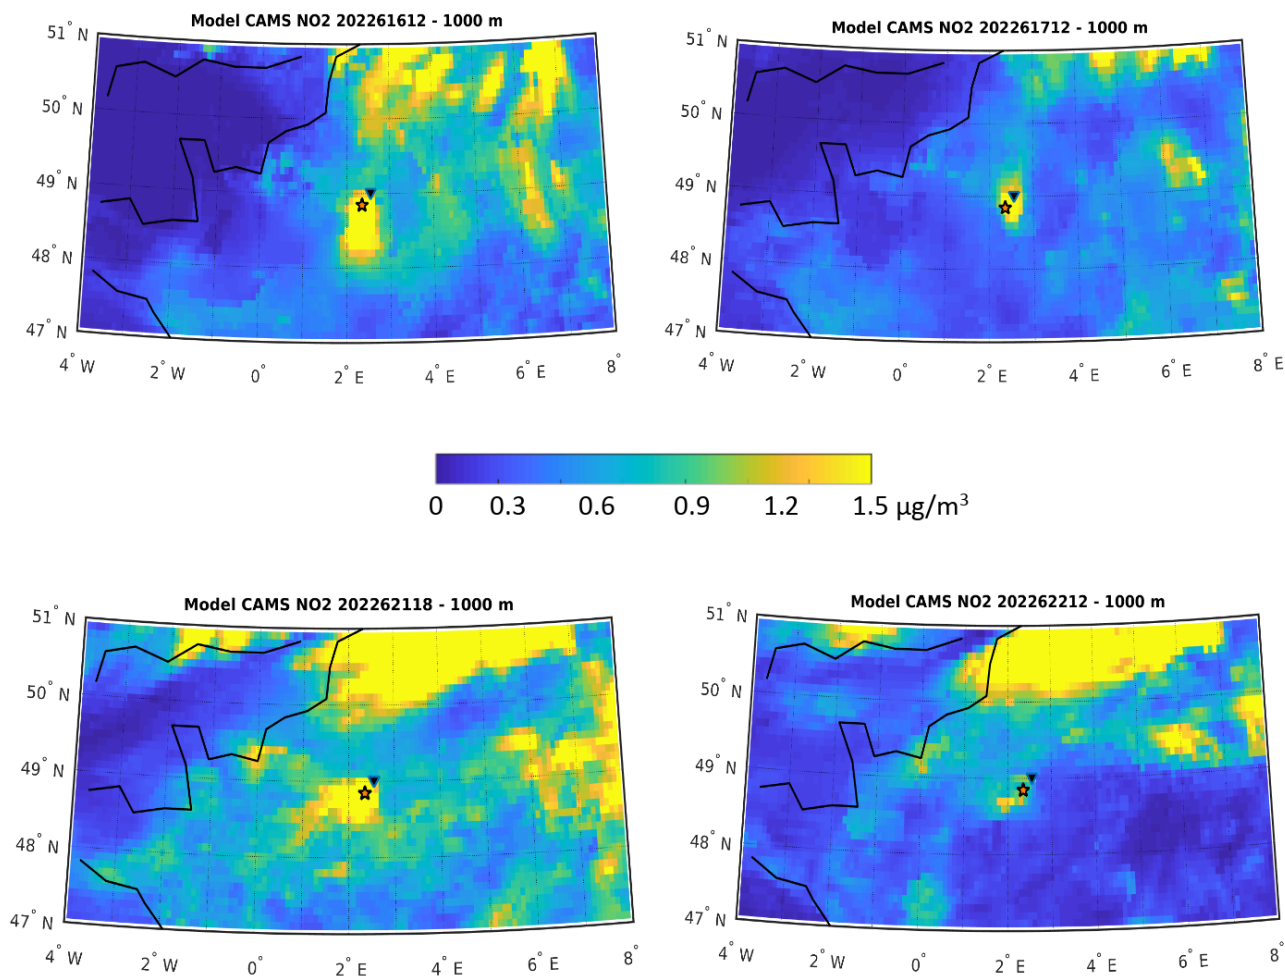 Model CAMS NO2 202261612 - 1000 m
51° N
50° N
49° N
48° N
47° N
4° W
2° W
0°
2° E
4° E
6° E
8°
Model CAMS NO2 202261712 - 1000 m
51° N
50° N
49° N
48° N
47° N
4° W
2° W
0°
2° E
4° E
6° E
8° E
0 0.3 0.6 0.9 1.2 1.5 µg/m³
Model CAMS NO2 202262118 - 1000 m
51° N
50° N
49° N
48° N
47° N
4° W
2° W
0°
2° E
4° E
6° E
8°
Model CAMS NO2 202262212 - 1000 m
51° N
50° N
49° N
48° N
47° N
4° W
2° W
0°
2° E
4° E
6° E
8°